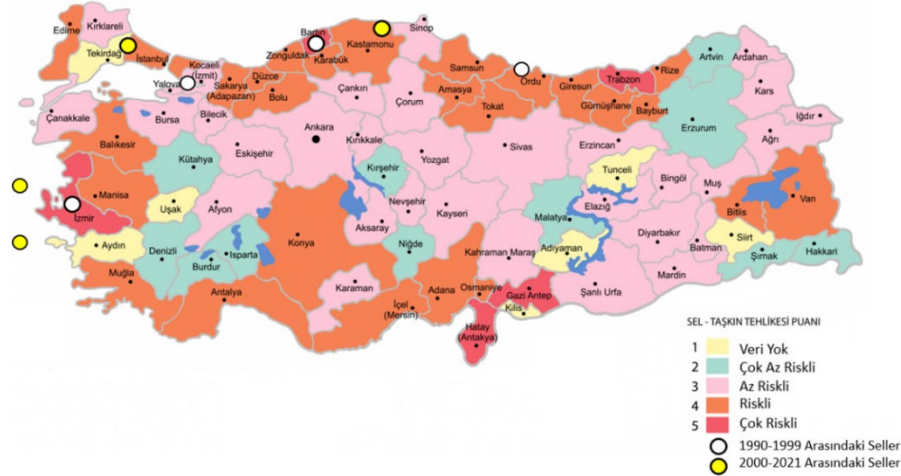 Sinop
Kırklareli
Edirne
Bartın
Kastamonu
Tekirdağ
İstanbul
Zonguldak
Karabük
Kocaeli
(İzmit)
Yalova
Sakarya
(Adapazarı)
Düzce
Bolu
Samsun
Ordu
Giresun
Trabzon
Rize
Artvin
Ardahan
Kars
Çankırı
Çorum
Amasya
Tokat
Gümüşhane
Bayburt
Çanakkale
Bursa
Bilecik
Iğdır
Ağrı
Erzurum
Balıkesir
Eskişehir
Ankara
Kırıkkale
Yozgat
Sivas
Erzincan
Kütahya
Kırşehir
Tunceli
Bingöl
Muş
Manisa
Uşak
Afyon
Nevşehir
Kayseri
Malatya
Elazığ
Bitlis
Van
İzmir
Aksaray
Diyarbakır
Batman
Siirt
Aydın
Denizli
Isparta
Burdur
Konya
Niğde
Kahraman Maraş
Adıyaman
Mardin
Şırnak
Hakkari
Muğla
Antalya
Karaman
İçel
(Mersin)
Adana
Osmaniye
Gazi Antep
Kilis
Şanlı Urfa
Hatay
(Antakya)
SEL - TAŞKIN TEHLİKESİ PUANI
1 Veri Yok
2 Çok Az Riskli
3 Az Riskli
4 Riskli
5 Çok Riskli
1990-1999 Arasındaki Seller
2000-2021 Arasındaki Seller